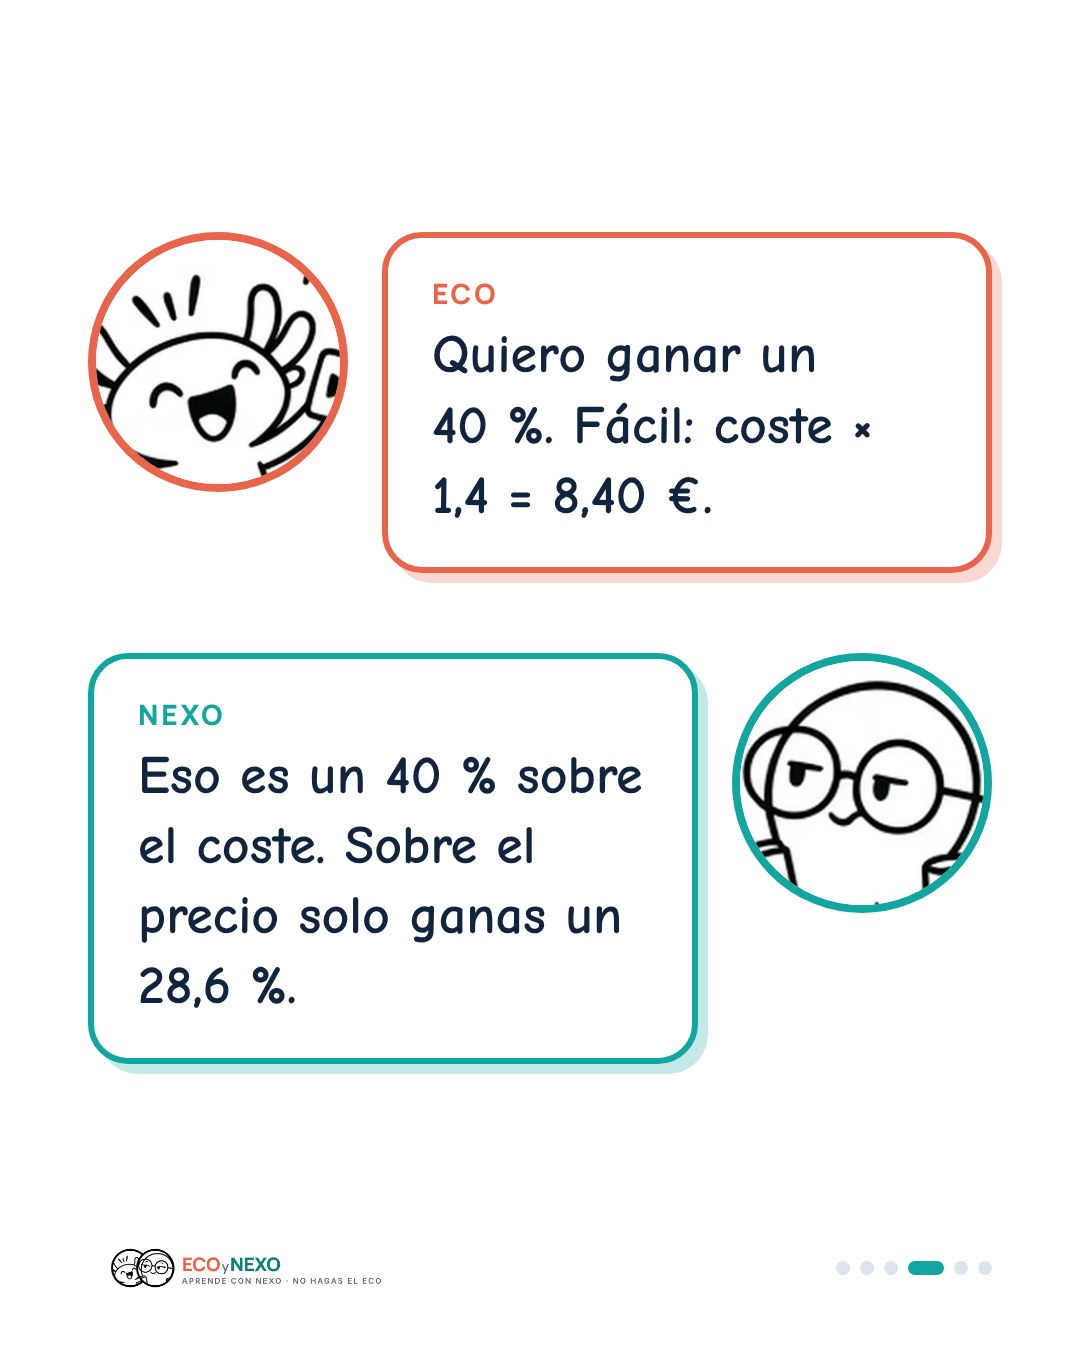 ECO
Quiero ganar un
40 %. Fácil: coste ×
1,4 = 8,40 €.
NEXO
Eso es un 40 % sobre
el coste. Sobre el
precio solo ganas un
28,6 %.
ECOyNEXO
APRENDE CON NEXO · NO HAGAS EL ECO